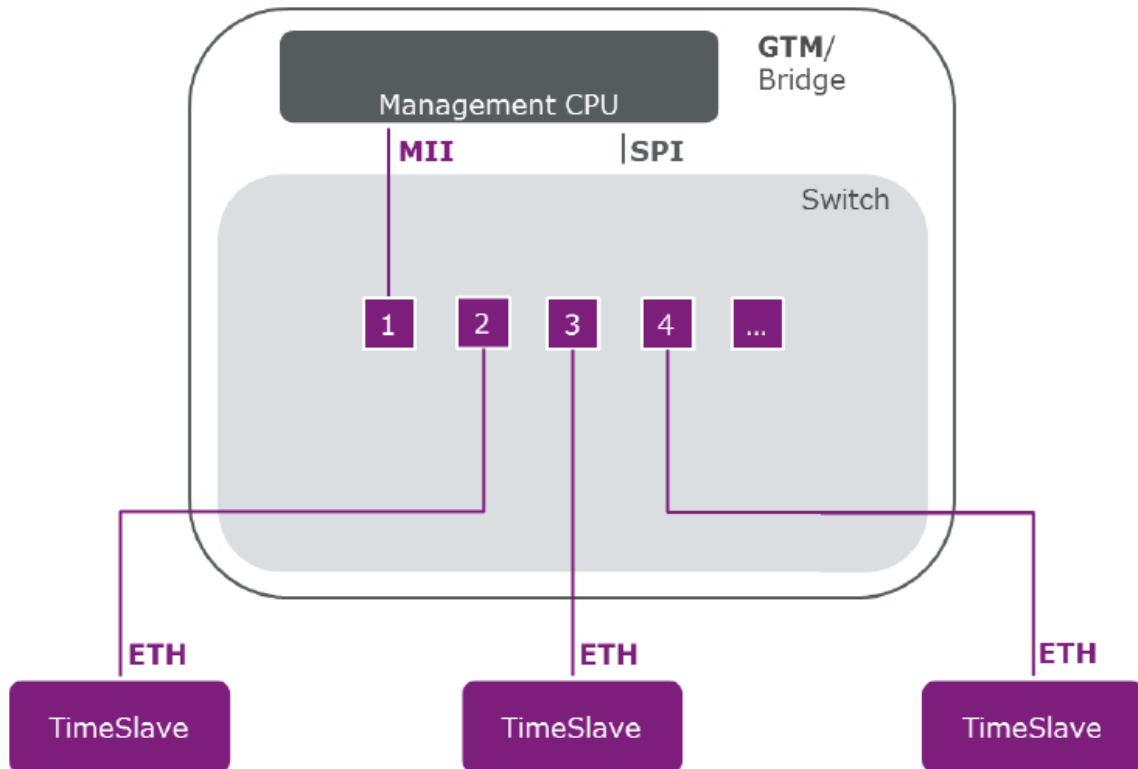 GTM/
Bridge
Management CPU
MII
SPI
Switch
1
2
3
4
...
ETH
ETH
ETH
TimeSlave
TimeSlave
TimeSlave